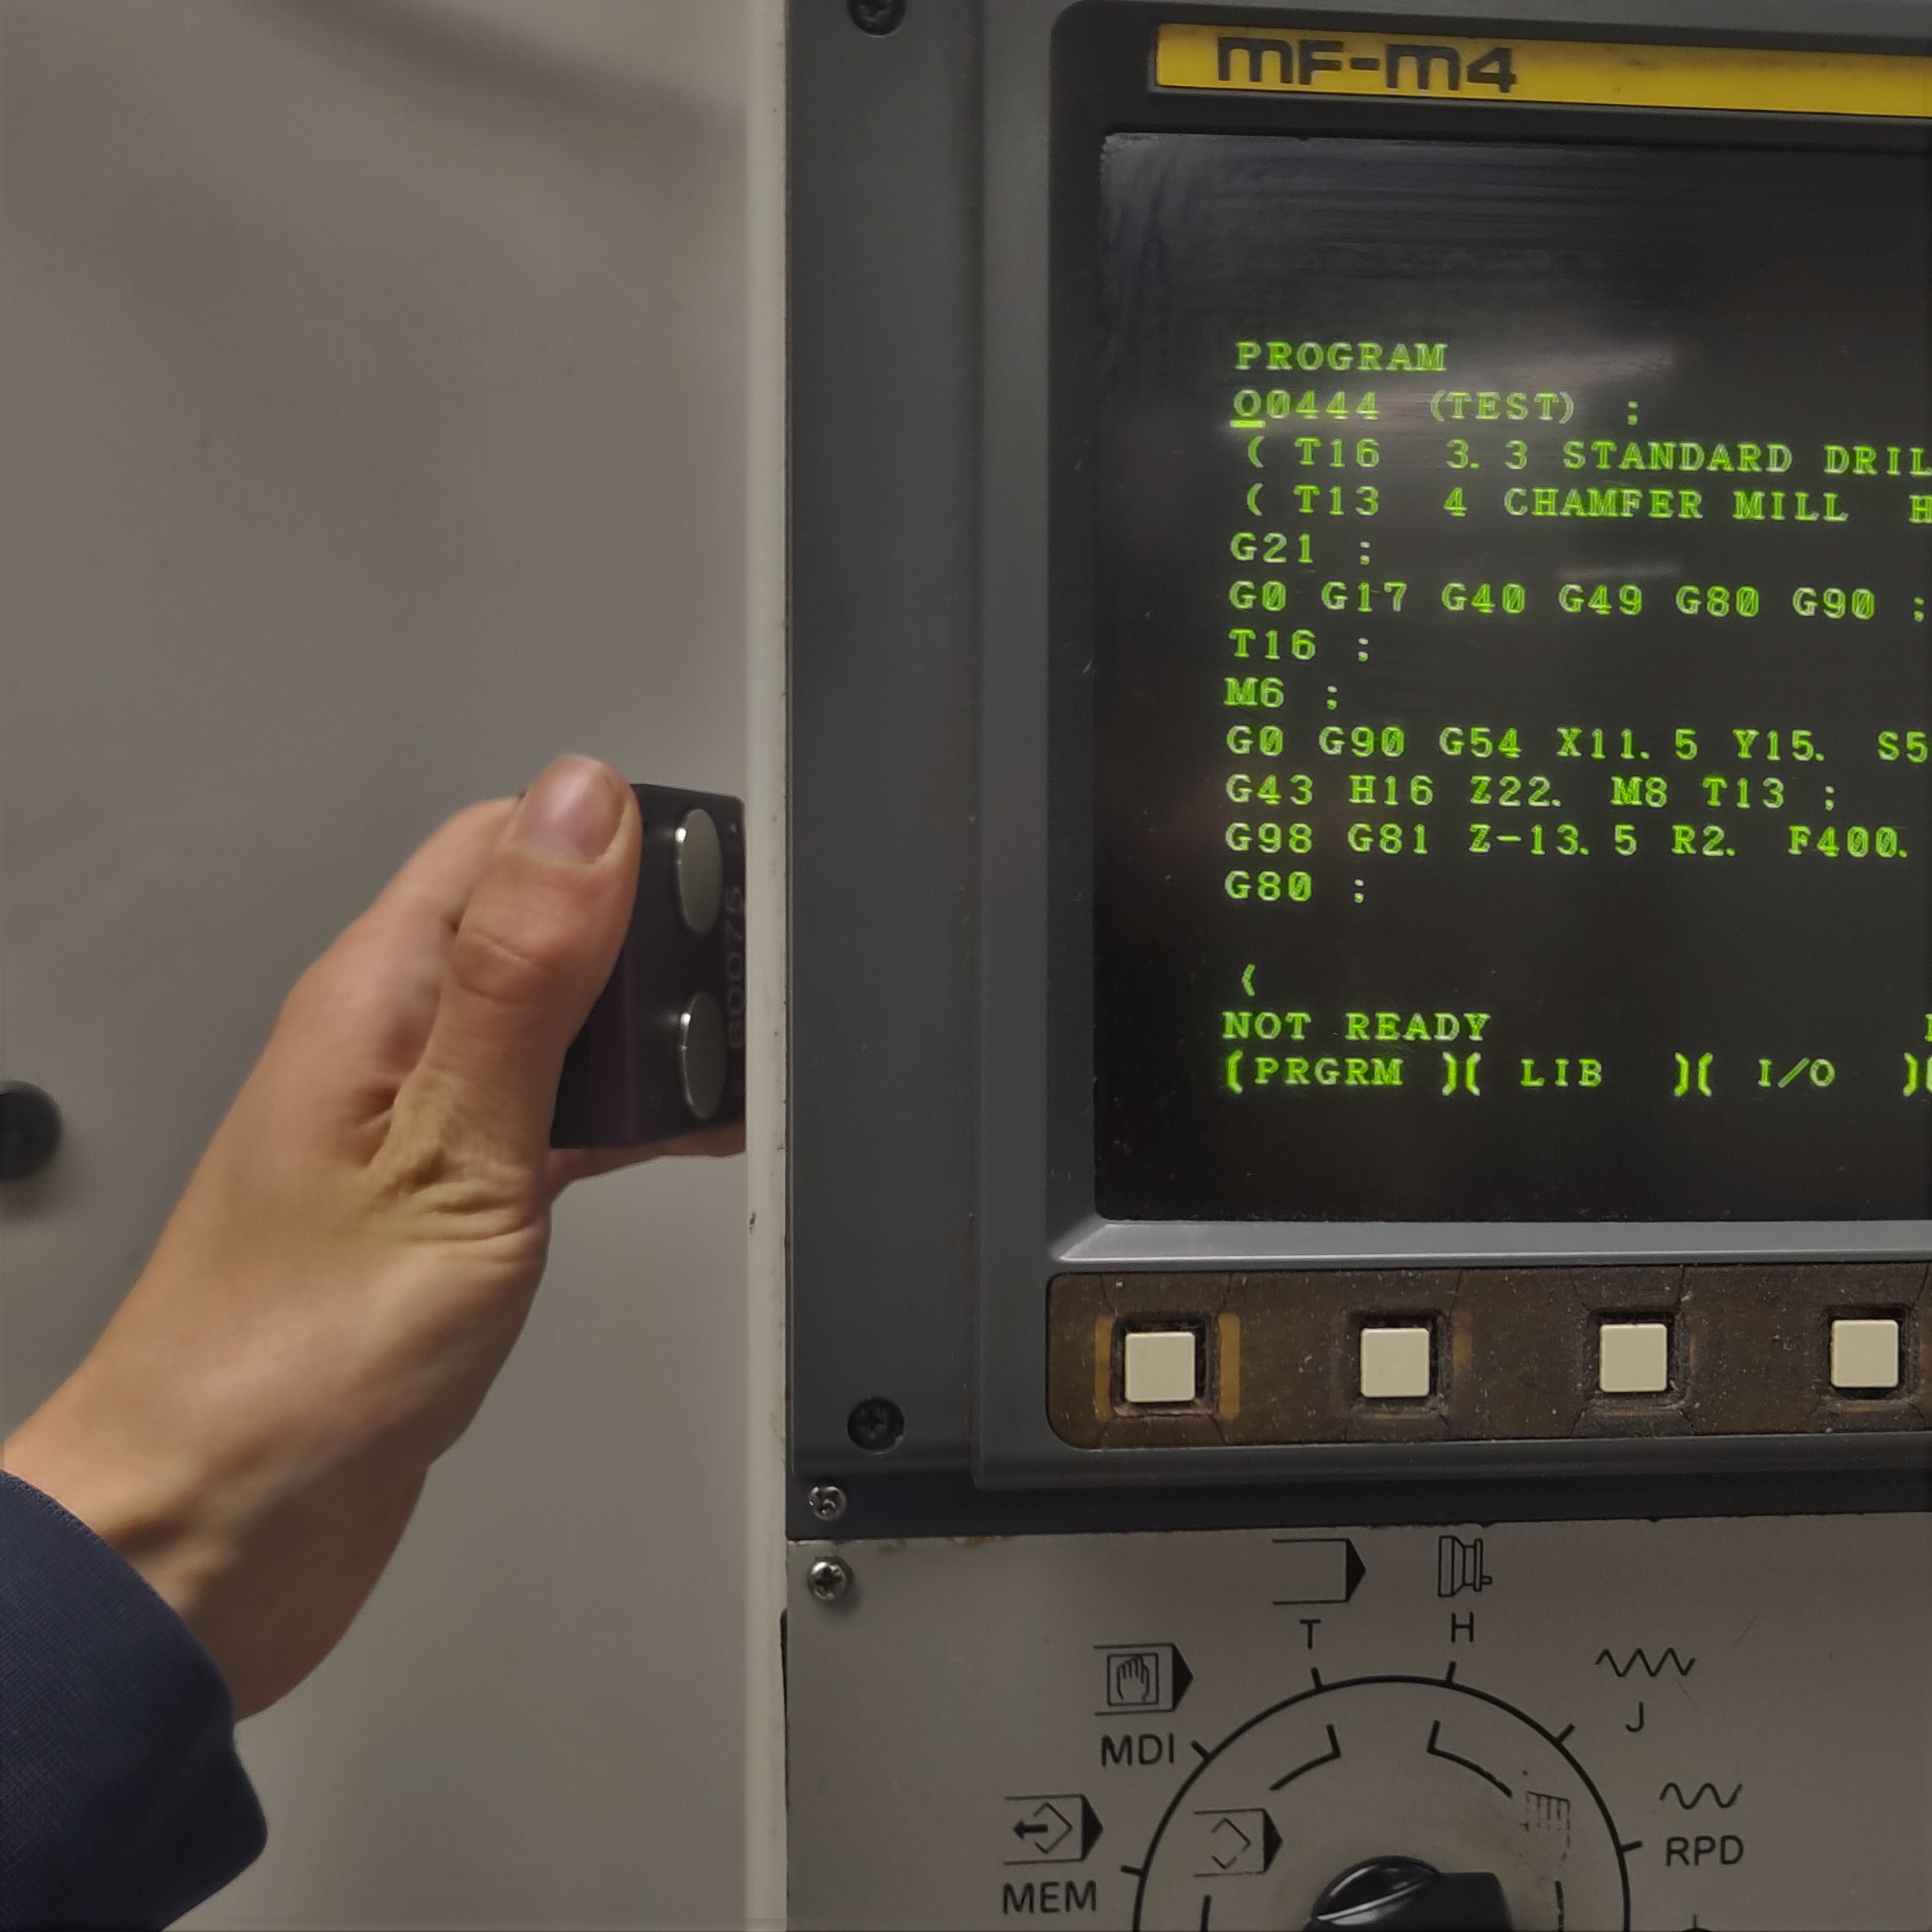 MF-M4
PROGRAM
O0444 (TEST) ;
( T16 3.3 STANDARD DRIL
( T13 4 CHAMFER MILL H
G21 ;
G0 G17 G40 G49 G80 G90 ;
T16 ;
M6 ;
G0 G90 G54 X11.5 Y15. S5
G43 H16 Z22. M8 T13 ;
G98 G81 Z-13.5 R2. F400.
G80 ;
(
NOT READY
(PRGRM )( LIB )( I/O )(
T
H
J
MDI
RPD
MEM